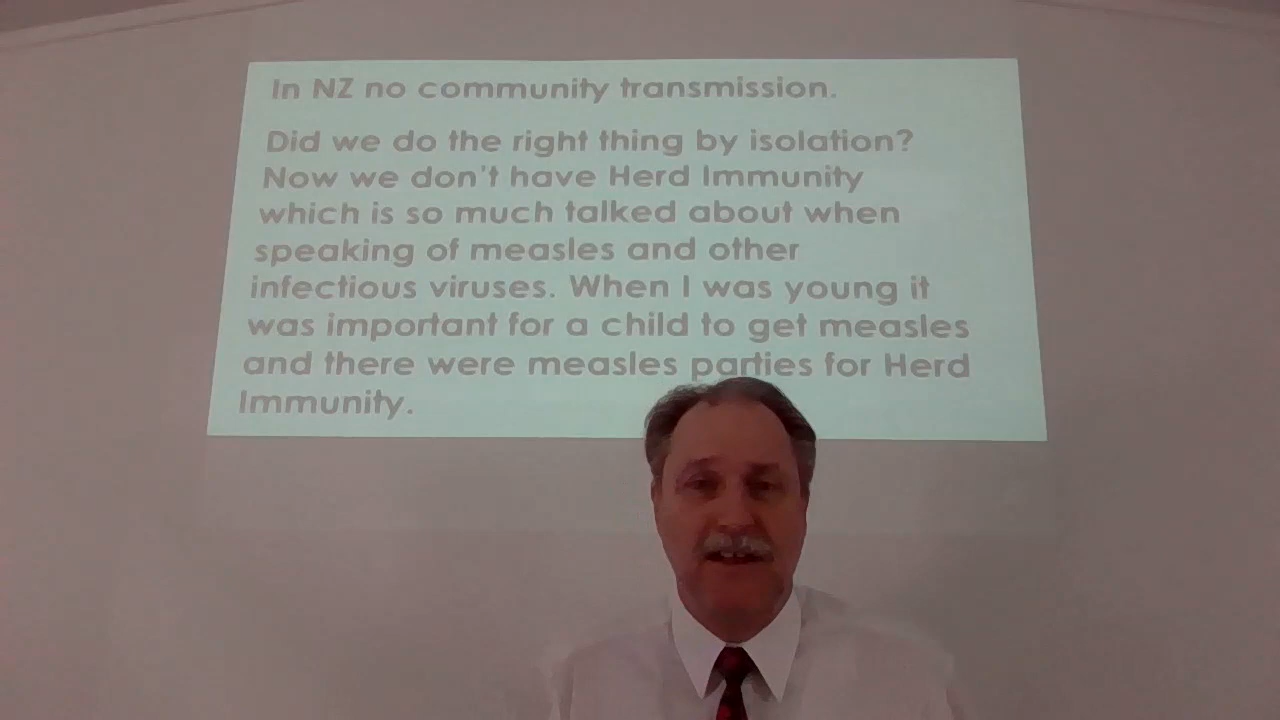 In NZ no community transmission.
Did we do the right thing by isolation?
Now we don't have Herd Immunity
which is so much talked about when
speaking of measles and other
infectious viruses. When I was young it
was important for a child to get measles
and there were measles parties for Herd
Immunity.